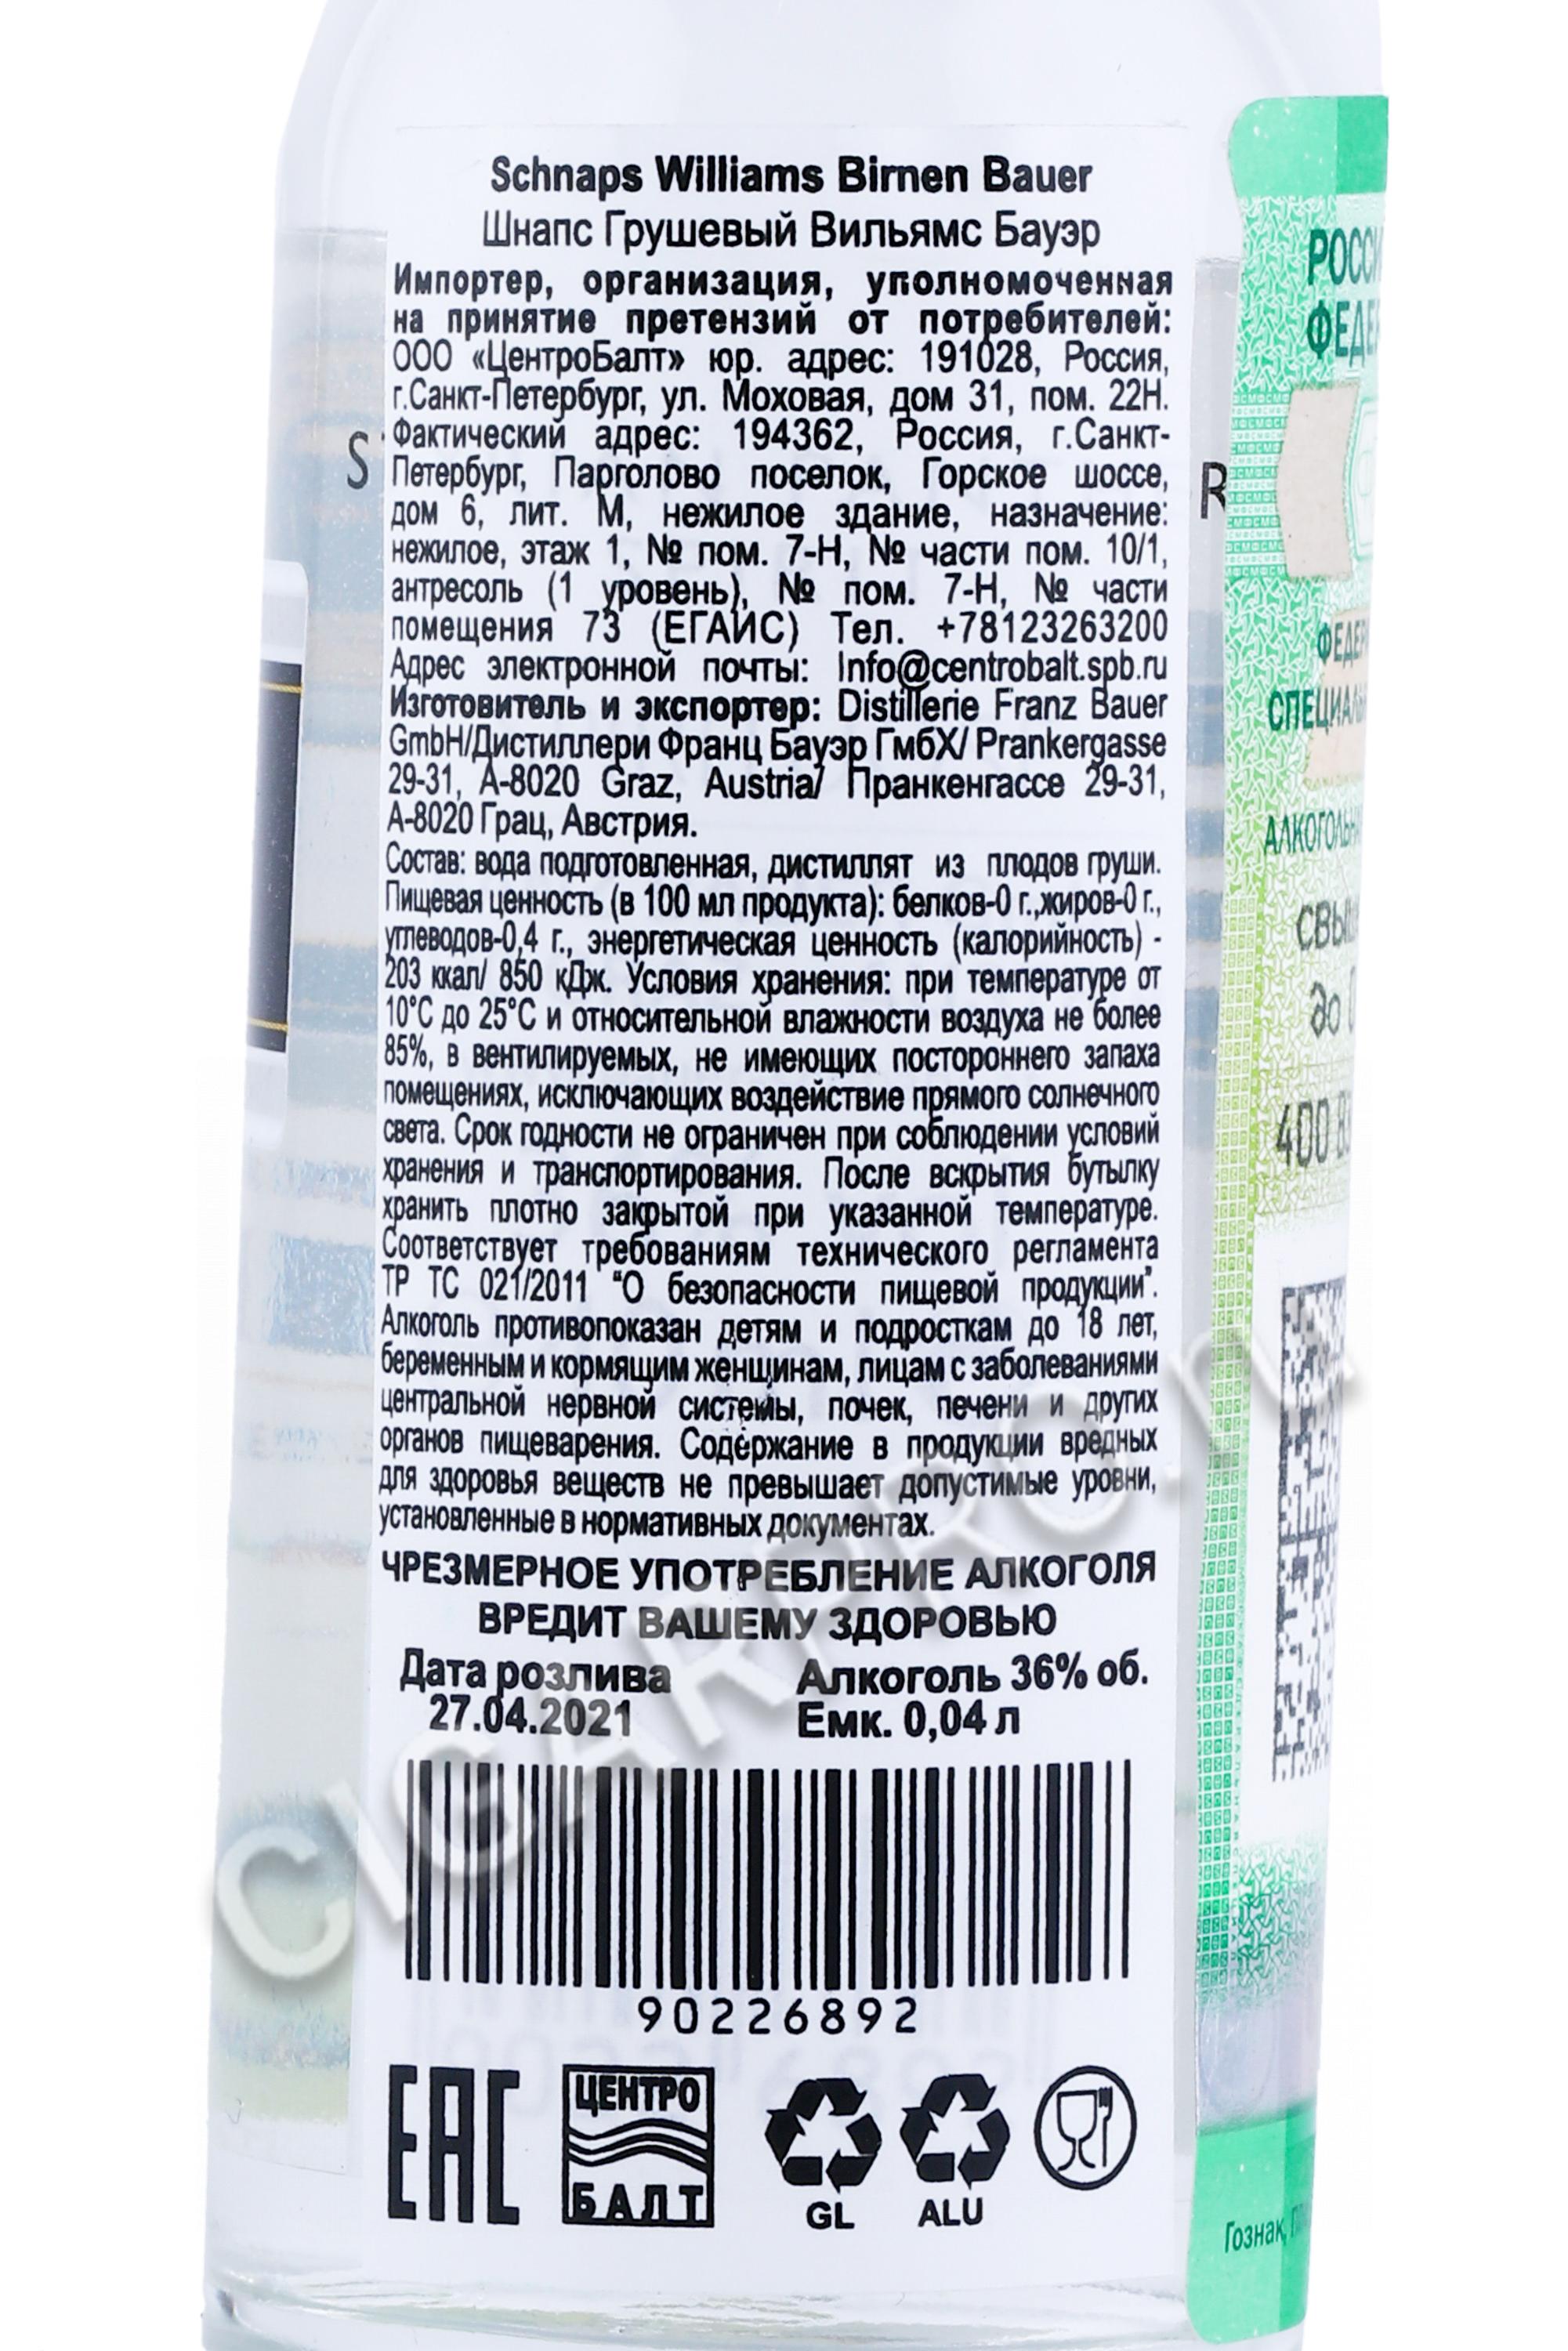 Schnaps Williams Birnen Bauer
Шнапс Грушевый Вильямс Бауэр
Импортер, организация, уполномоченная
на принятие претензий от потребителей:
ООО «ЦентроБалт» юр. адрес: 191028, Россия,
г.Санкт-Петербург, ул. Моховая, дом 31, пом. 22Н.
Фактический адрес: 194362, Россия, г.Санкт-
Петербург, Парголово поселок, Горское шоссе,
дом 6, лит. М, нежилое здание, назначение:
нежилое, этаж 1, № пом. 7-Н, № части пом. 10/1,
антресоль (1 уровень), № пом. 7-Н, № части
помещения 73 (ЕГАИС) Тел. +78123263200
Адрес электронной почты: Info@centrobalt.spb.ru
Изготовитель и экспортер: Distillerie Franz Bauer
GmbH/Дистиллери Франц Бауэр ГмбХ/ Prankergasse
29-31, A-8020 Graz, Austria/ Пранкенгассе 29-31,
А-8020 Грац, Австрия.
Состав: вода подготовленная, дистиллят из плодов груши.
Пищевая ценность (в 100 мл продукта): белков-0 г.,жиров-0 г.,
углеводов-0,4 г., энергетическая ценность (калорийность) -
203 ккал/ 850 кДж. Условия хранения: при температуре от
10°С до 25°С и относительной влажности воздуха не более
85%, в вентилируемых, не имеющих постороннего запаха
помещениях, исключающих воздействие прямого солнечного
света. Срок годности не ограничен при соблюдении условий
хранения и транспортирования. После вскрытия бутылку
хранить плотно закрытой при указанной температуре.
Соответствует требованиям технического регламента
ТР ТС 021/2011 "О безопасности пищевой продукции".
Алкоголь противопоказан детям и подросткам до 18 лет,
беременным и кормящим женщинам, лицам с заболеваниями
центральной нервной системы, почек, печени и других
органов пищеварения. Содержание в продукции вредных
для здоровья веществ не превышает допустимые уровни,
установленные в нормативных документах.
ЧРЕЗМЕРНОЕ УПОТРЕБЛЕНИЕ АЛКОГОЛЯ
ВРЕДИТ ВАШЕМУ ЗДОРОВЬЮ
Дата розлива Алкоголь 36% об.
27.04.2021 Емк. 0,04 л
90226892
ЕАС
ЦЕНТРО
БАЛТ
GL ALU
CIGARPRO.ru
до
400
Гознак,